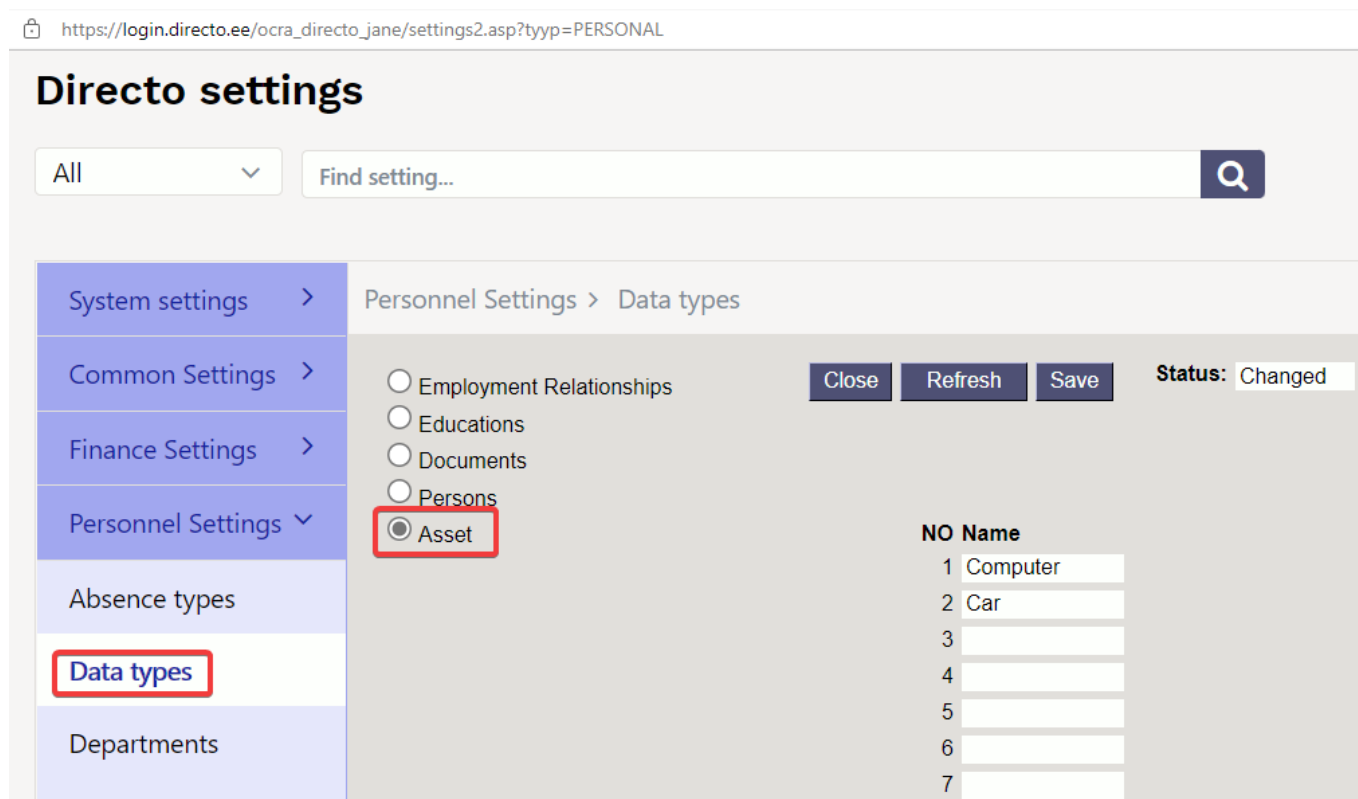 https://login.directo.ee/ocra_directo_jane/settings2.asp?tyyp=PERSONAL
Directo settings
All
Find setting...
System settings
Common Settings
Finance Settings
Personnel Settings
Absence types
Data types
Departments
Personnel Settings > Data types
Employment Relationships
Educations
Documents
Persons
Asset
Close Refresh Save Status: Changed
NO Name
1 Computer
2 Car
3
4
5
6
7